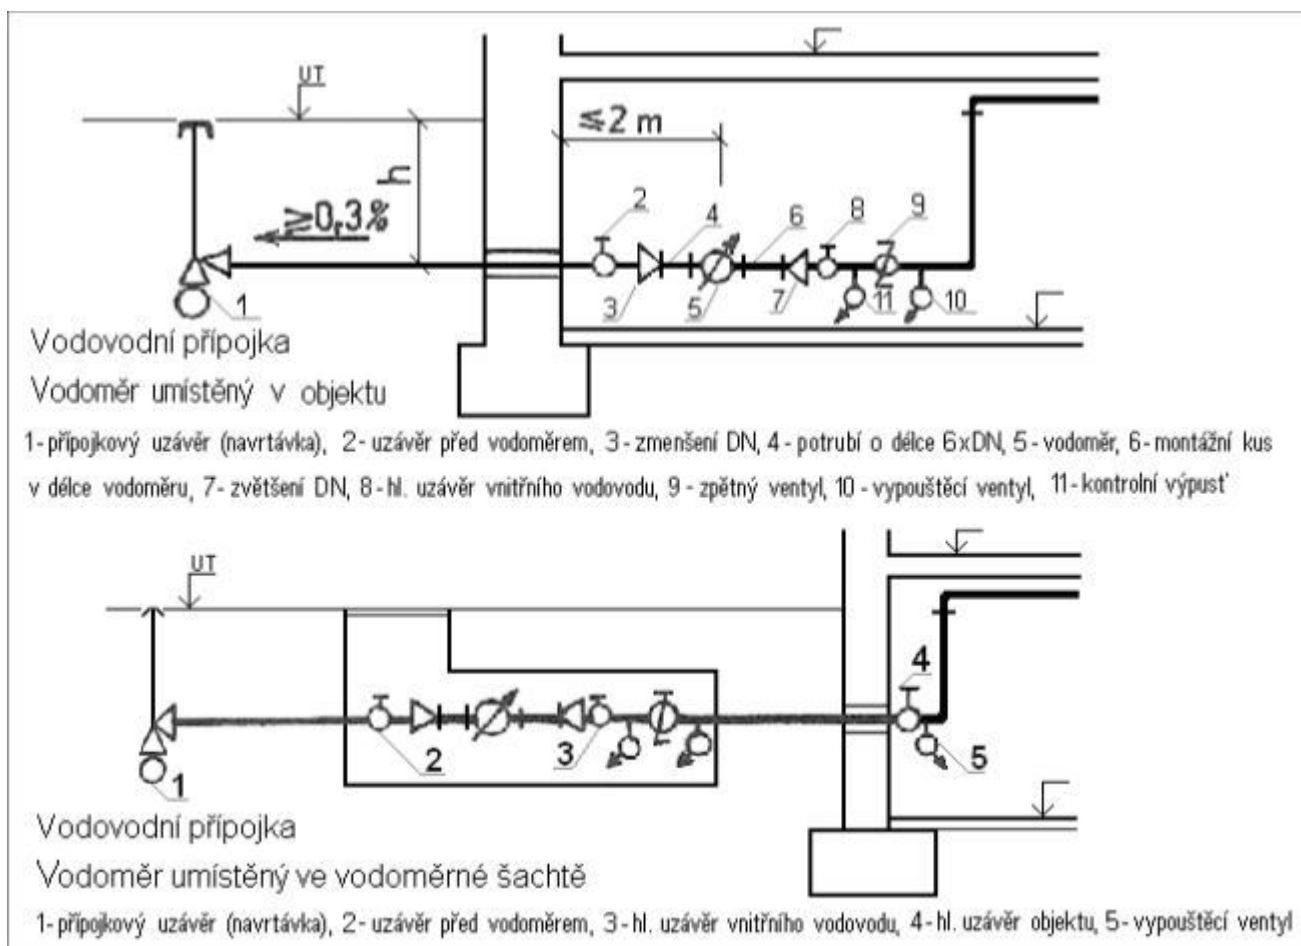 UT
≤2 m
h
≥0,3%
2
4
6
8
9
3
5
7
11
10
1
Vodovodní přípojka
Vodoměr umístěný v objektu
1-přípojkový uzávěr (navrtávka), 2-uzávěr před vodoměrem, 3-zmenšení DN, 4-potrubí o délce 6xDN, 5-vodoměr, 6-montážní kus
v délce vodoměru, 7-zvětšení DN, 8-hl. uzávěr vnitřního vodovodu, 9-zpětný ventyl, 10-vypouštěcí ventyl, 11-kontrolní výpusť
UT
4
2
3
5
1
Vodovodní přípojka
Vodoměr umístěný ve vodoměrné šachtě
1-přípojkový uzávěr (navrtávka), 2-uzávěr před vodoměrem, 3-hl. uzávěr vnitřního vodovodu, 4-hl. uzávěr objektu, 5-vypouštěcí ventyl